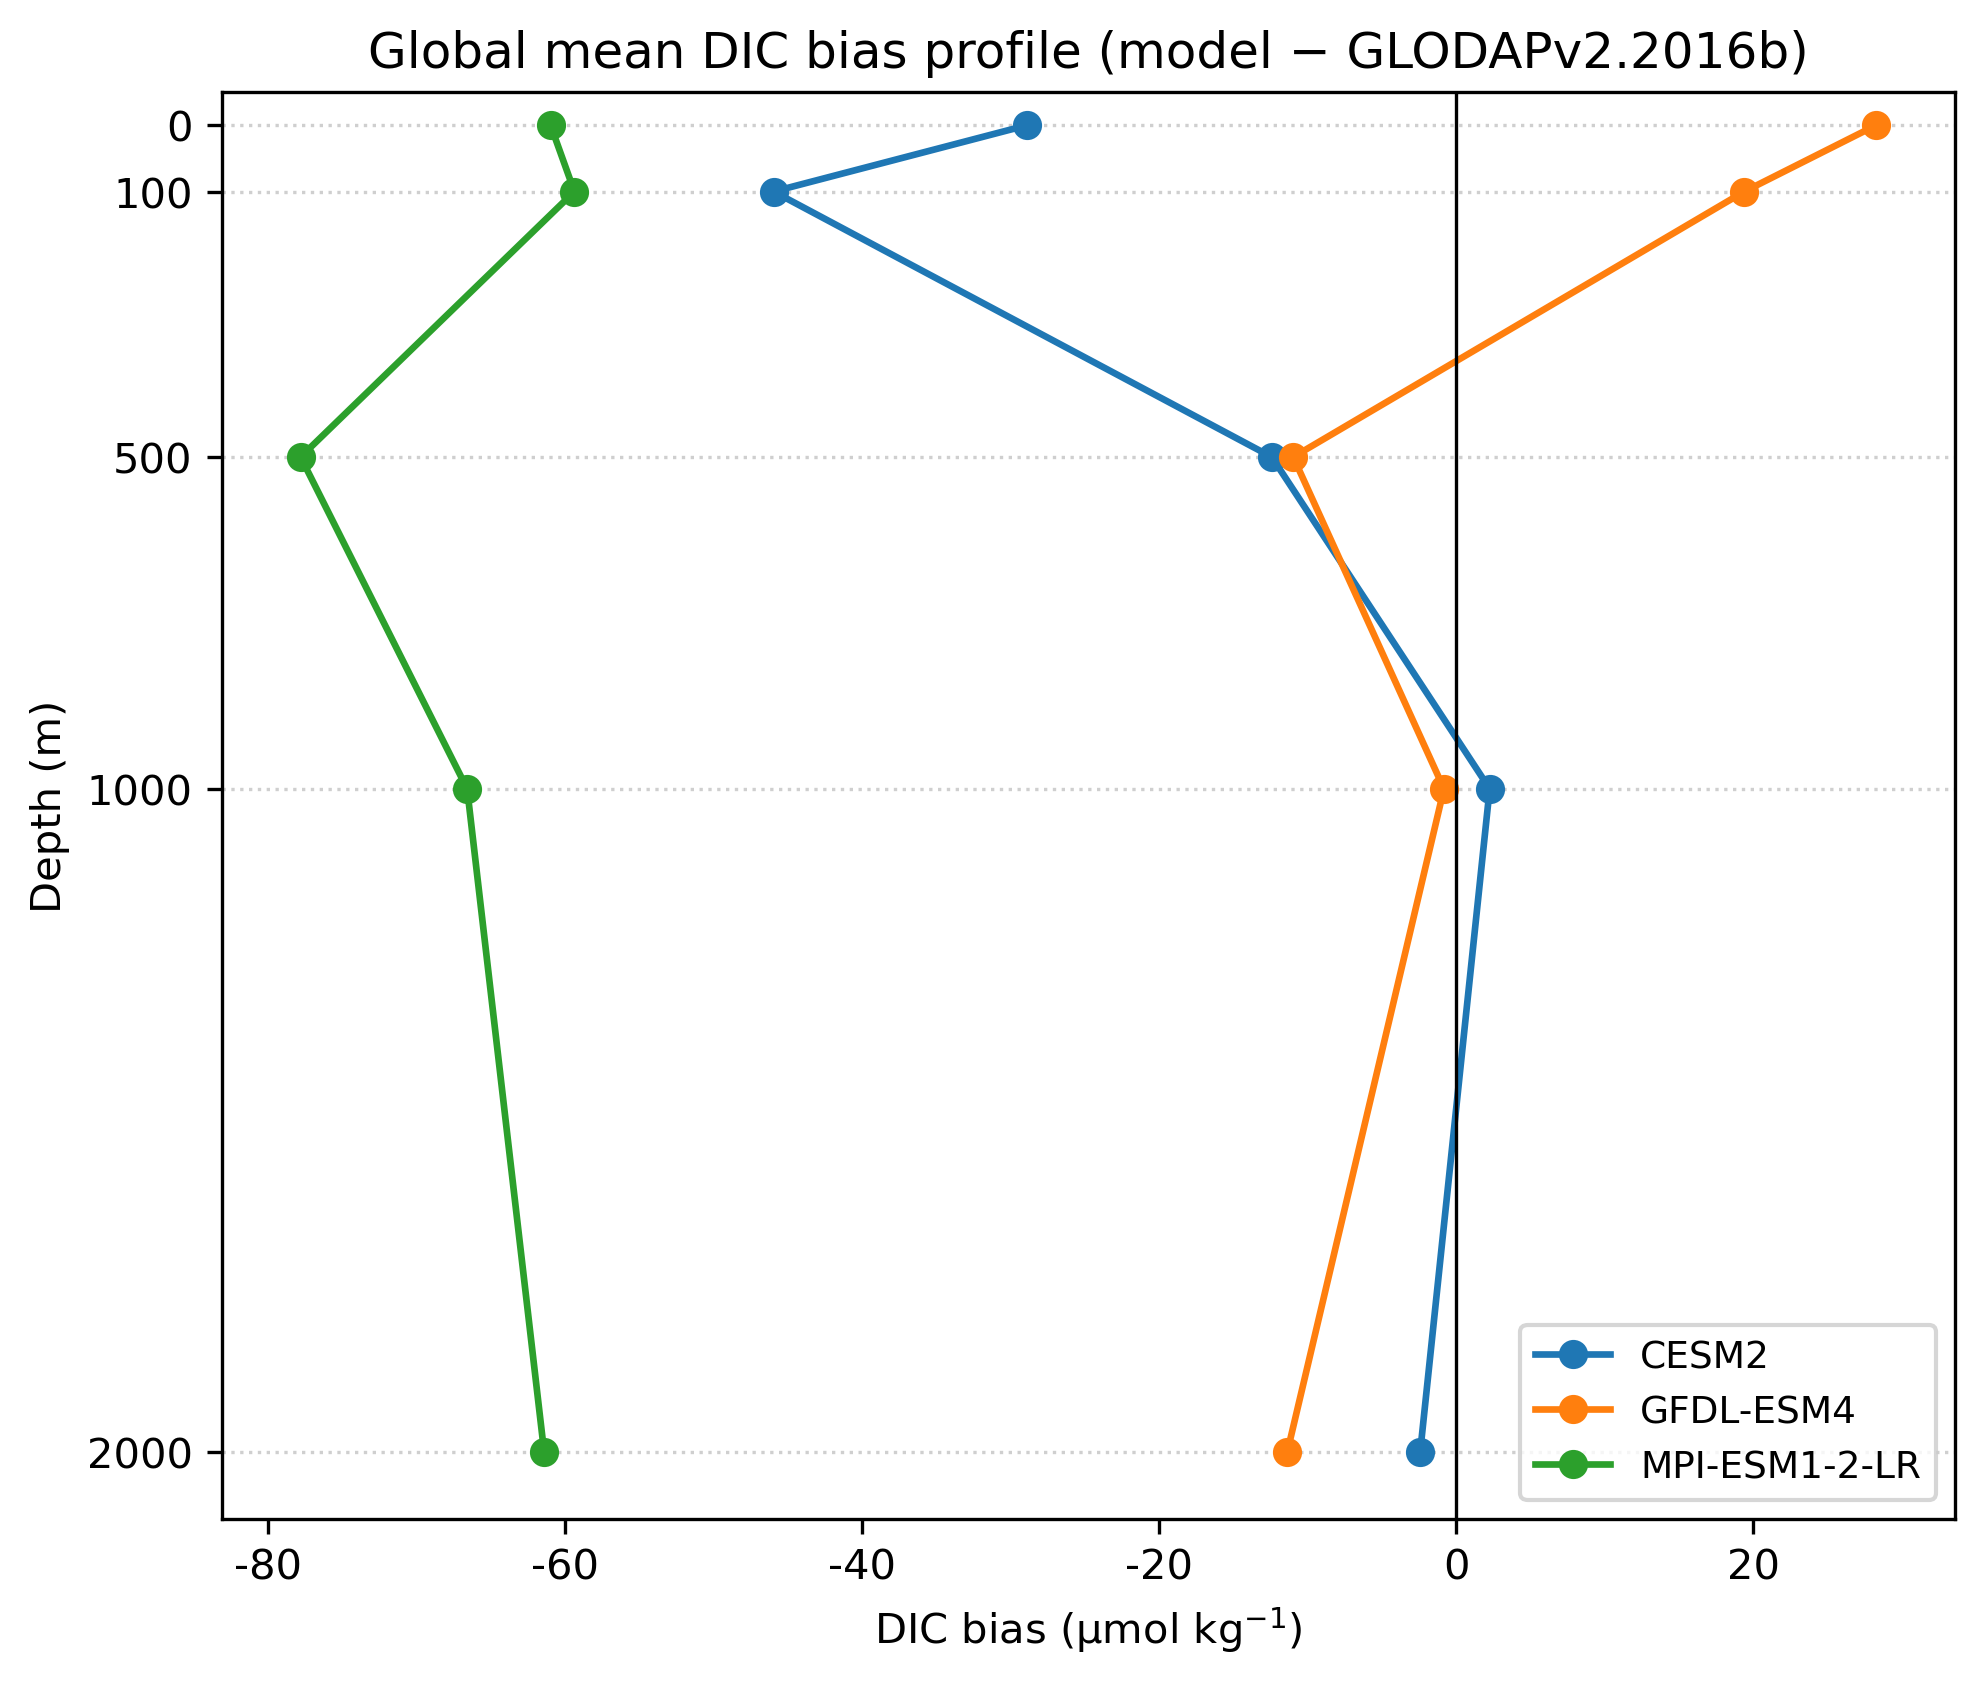 Global mean DIC bias profile (model − GLODAPv2.2016b)
0
100
500
1000
2000
Depth (m)
CESM2
GFDL-ESM4
MPI-ESM1-2-LR
-80 -60 -40 -20 0 20
DIC bias (μmol kg⁻¹)